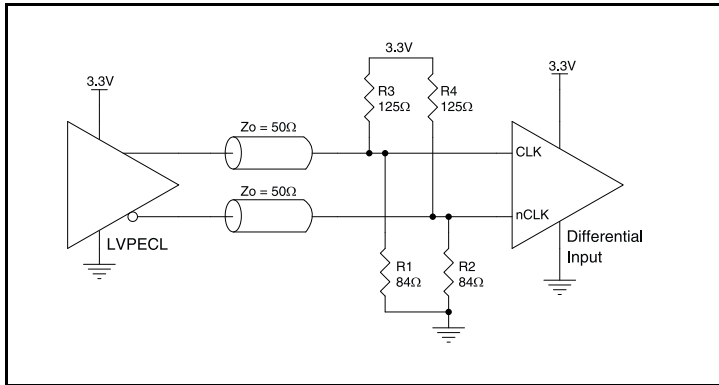 3.3V
3.3V
3.3V
R3
125Ω
R4
125Ω
Zo = 50Ω
CLK
Zo = 50Ω
nCLK
LVPECL
Differential
Input
R1
84Ω
R2
84Ω